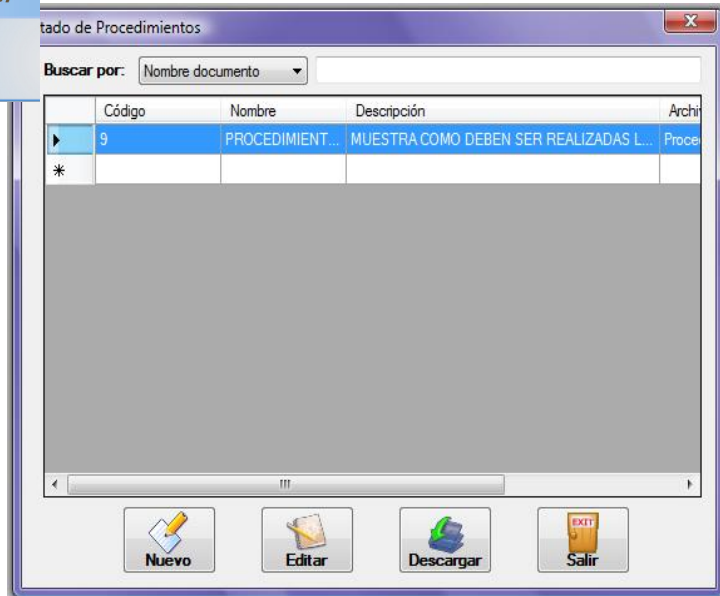 tado de Procedimientos
Buscar por: Nombre documento
Código Nombre Descripción Archi
9 PROCEDIMIENT... MUESTRA COMO DEBEN SER REALIZADAS L... Proce
Nuevo Editar Descargar EXIT Salir